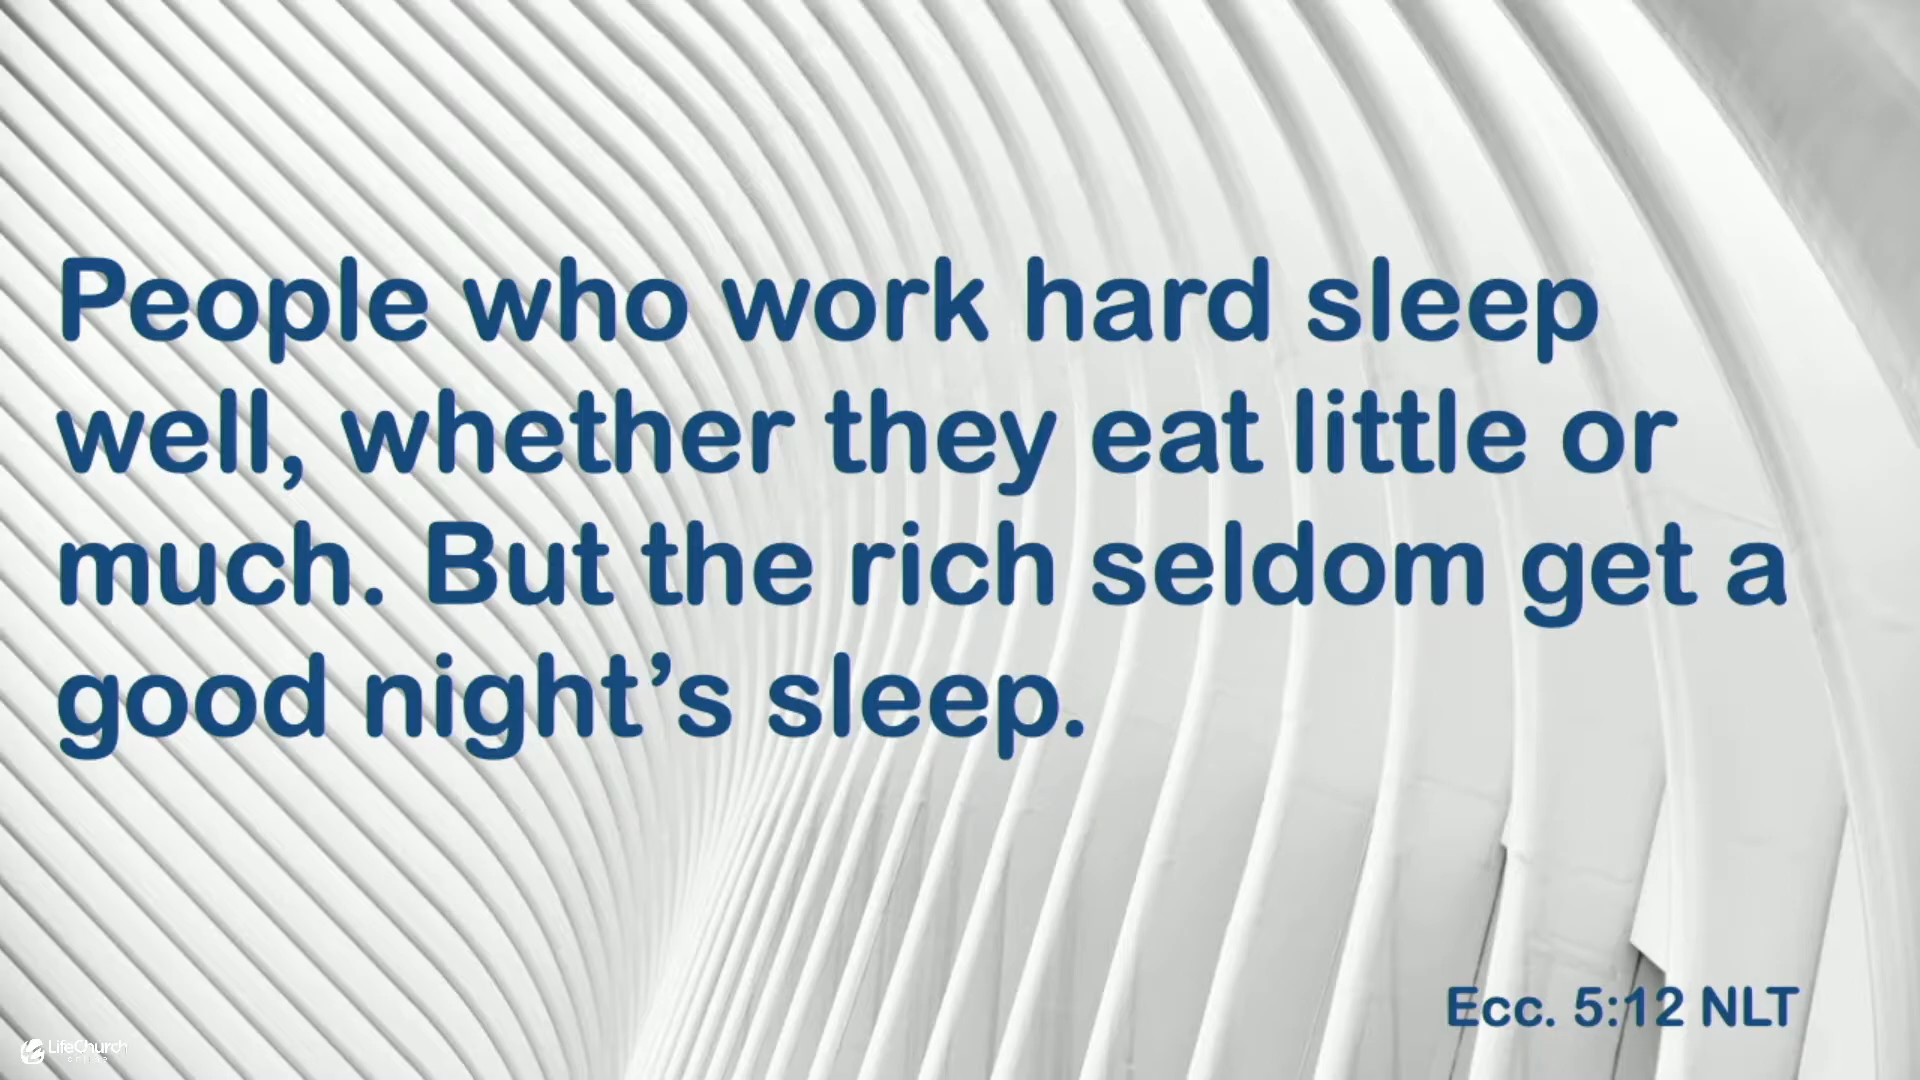 People who work hard sleep
well, whether they eat little or
much. But the rich seldom get a
good night’s sleep.
Ecc. 5:12 NLT
LifeChurch
online